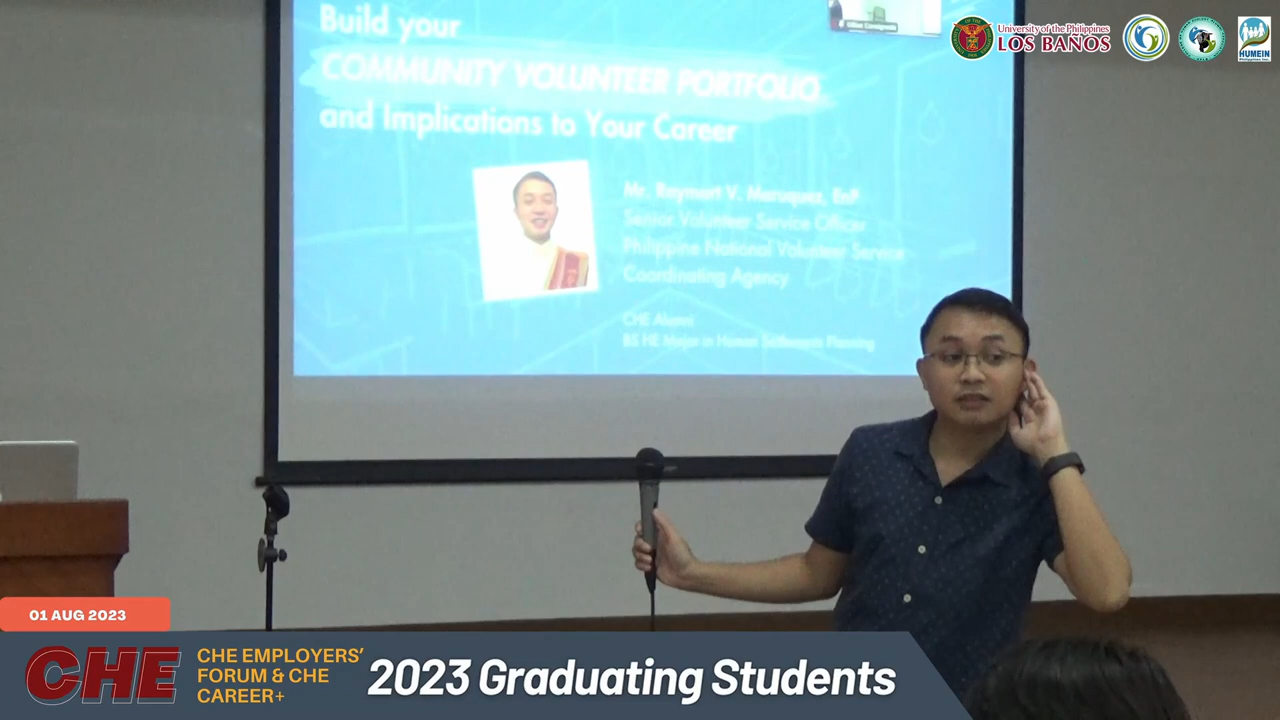 Build your
COMMUNITY VOLUNTEER PORTFOLIO
and Implications to Your Career
Mr. Raymart V. Maruquez, EnP
Senior Volunteer Service Officer
Philippine National Volunteer Service
Coordinating Agency
CHE Alumni
BS HE Major in Human Settlements Planning
University of the Philippines
LOS BAÑOS
HUMEIN
Philippines Inc.
01 AUG 2023
CHE
CHE EMPLOYERS'
FORUM & CHE
CAREER+
2023 Graduating Students